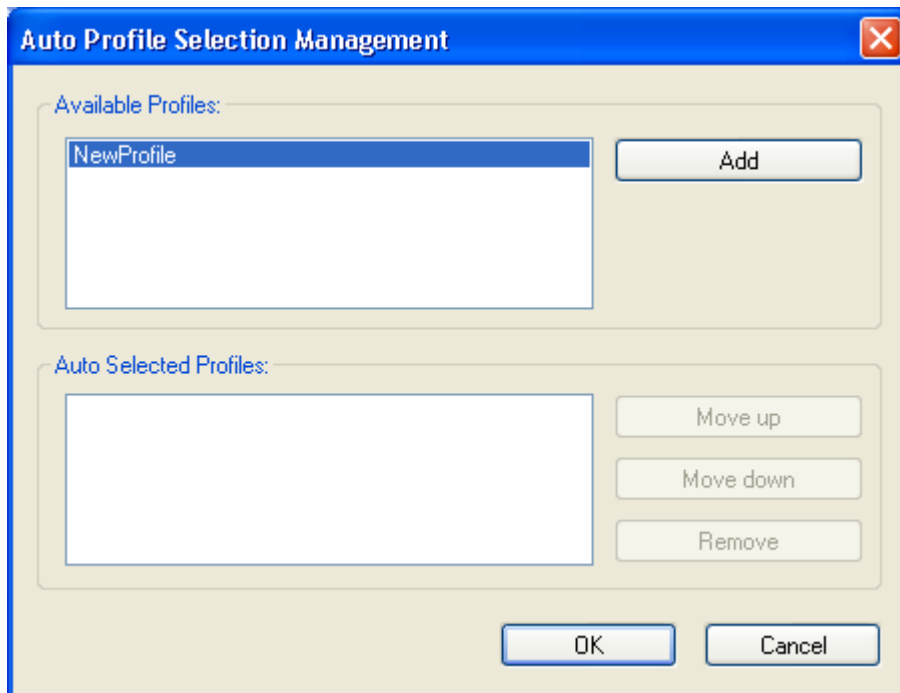 Auto Profile Selection Management
Available Profiles:
NewProfile
Add
Auto Selected Profiles:
Move up
Move down
Remove
OK
Cancel